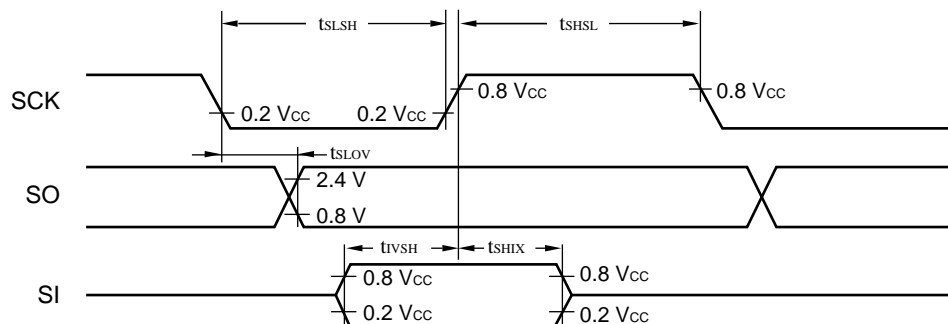 tSLSH tSHSL
SCK 0.2 VCC 0.2 VCC 0.8 VCC 0.8 VCC
tSLOV
SO 2.4 V
0.8 V
tIVSH tSHIX
0.8 VCC 0.8 VCC
SI
0.2 VCC 0.2 VCC